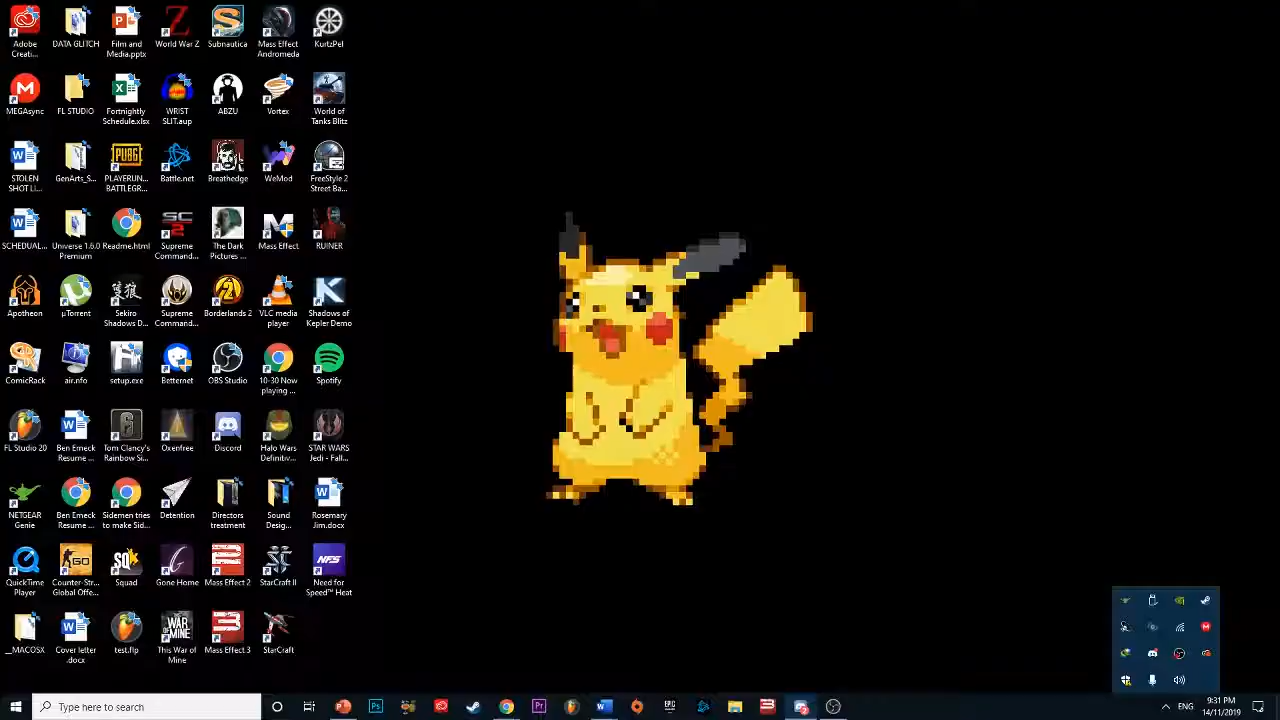 Adobe
Creati...
DATA GLITCH
Film and
Media.pptx
World War Z
Subnautica
Mass Effect
Andromeda
KurtzPel
MEGAsync
FL STUDIO
Fortnightly
Schedule.xlsx
WRIST
SLIT.aup
ABZU
Vortex
World of
Tanks Blitz
STOLEN
SHOT LI...
GenArts_S...
PUBG
PLAYERUN...
BATTLEGR...
Battle.net
Breathedge
WeMod
FreeStyle 2
Street Ba...
SCHEDUAL...
Universe 1.6.0
Premium
Readme.html
Supreme
Command...
The Dark
Pictures ...
Mass Effect
RUINER
Apotheon
µTorrent
Sekiro
Shadows D...
Supreme
Command...
Borderlands 2
VLC media
player
Shadows of
Kepler Demo
ComicRack
air.nfo
setup.exe
Betternet
OBS Studio
10-30 Now
playing ...
Spotify
FL Studio 20
Ben Emeck
Resume ...
Tom Clancy's
Rainbow Si...
Oxenfree
Discord
Halo Wars
Definitiv...
STAR WARS
Jedi - Fall...
NETGEAR
Genie
Ben Emeck
Resume ...
Sidemen tries
to make Sid...
Detention
Directors
treatment
Sound
Desig...
Rosemary
Jim.docx
QuickTime
Player
GO
Counter-Str...
Global Offe...
Squad
Gone Home
Mass Effect 2
StarCraft II
NFS
Need for
Speed™ Heat
__MACOSX
Cover letter
.docx
test.flp
THIS
WAR OF
MINE
This War of
Mine
Mass Effect 3
StarCraft
Type here to search
ENG
9:31 PM
14/11/2019